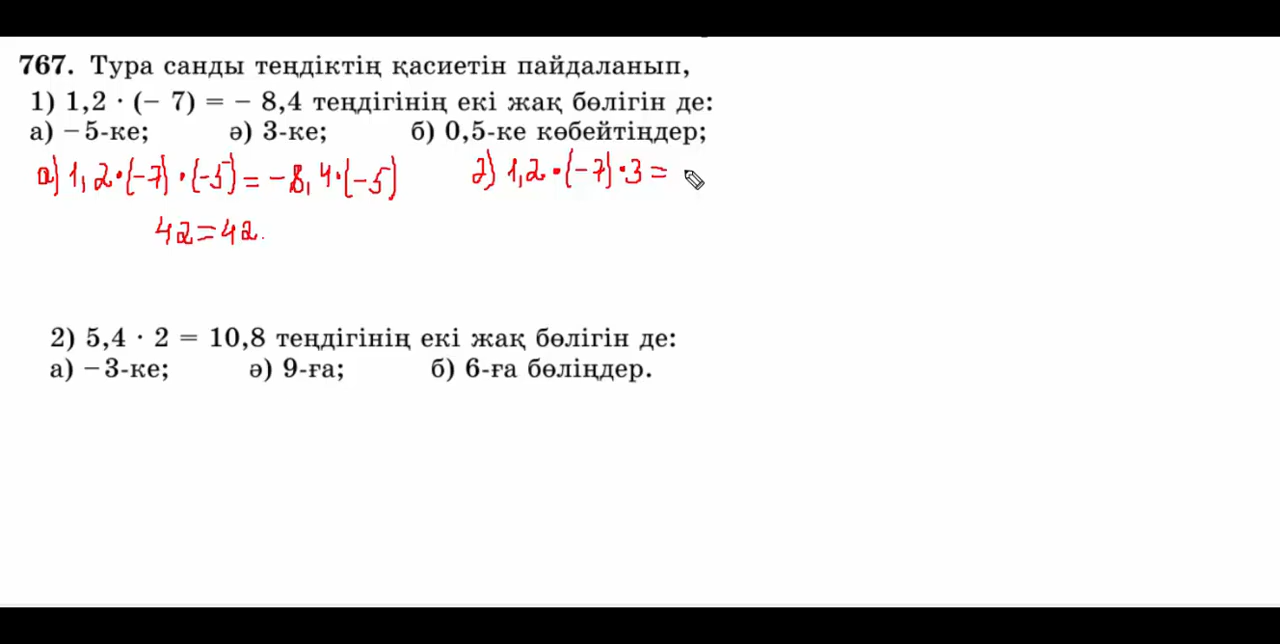 767. Тура санды теңдіктің қасиетін пайдаланып,
1) 1,2 · (− 7) = − 8,4 теңдігінің екі жақ бөлігін де:
а) −5-ке; ә) 3-ке; б) 0,5-ке көбейтіңдер;
а) 1,2·(−7)·(−5)=−8,4·(−5) ә) 1,2·(−7)·3=
42=42.
2) 5,4 · 2 = 10,8 теңдігінің екі жақ бөлігін де:
а) −3-ке; ә) 9-ға; б) 6-ға бөліңдер.